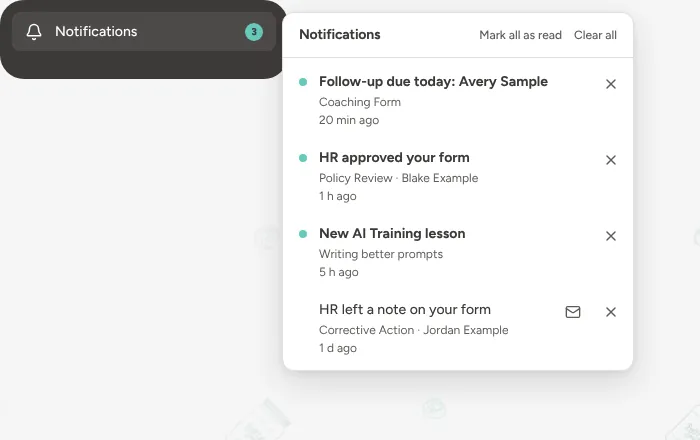 Notifications
3
Notifications
Mark all as read
Clear all
Follow-up due today: Avery Sample
Coaching Form
20 min ago
HR approved your form
Policy Review · Blake Example
1 h ago
New AI Training lesson
Writing better prompts
5 h ago
HR left a note on your form
Corrective Action · Jordan Example
1 d ago